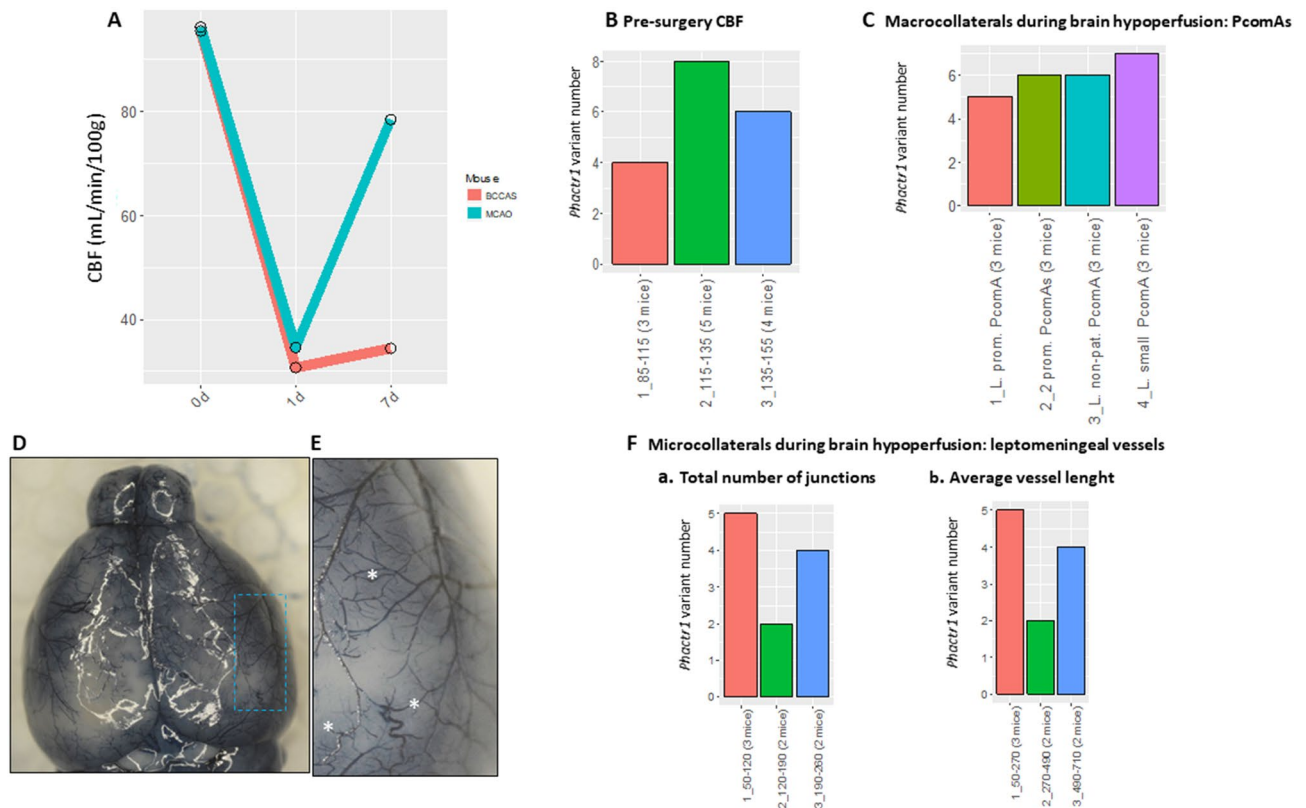 A
CBF (mL/min/100g)
80
60
40
0d
1d
7d
Mouse
BCCAS
MCAO
B Pre-surgery CBF
Phactr1 variant number
8
6
4
2
0
1_85-115 (3 mice)
2_115-135 (5 mice)
3_135-155 (4 mice)
C Macrocollaterals during brain hypoperfusion: PcomAs
Phactr1 variant number
6
4
2
0
1_L. prom. PcomA (3 mice)
2_2 prom. PcomAs (3 mice)
3_L. non-pat. PcomA (3 mice)
4_L. small PcomA (3 mice)
D
E
*
*
*
F Microcollaterals during brain hypoperfusion: leptomeningeal vessels
a. Total number of junctions
Phactr1 variant number
5
4
3
2
1
0
1_50-120 (3 mice)
2_120-190 (2 mice)
3_190-260 (2 mice)
b. Average vessel lenght
Phactr1 variant number
5
4
3
2
1
0
1_50-270 (3 mice)
2_270-490 (2 mice)
3_490-710 (2 mice)